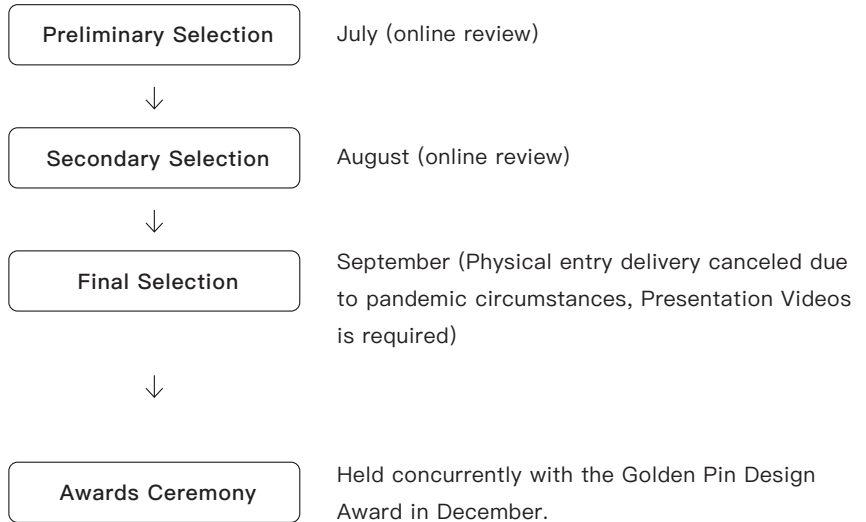 Preliminary Selection
July (online review)
Secondary Selection
August (online review)
Final Selection
September (Physical entry delivery canceled due
to pandemic circumstances, Presentation Videos
is required)
Awards Ceremony
Held concurrently with the Golden Pin Design
Award in December.